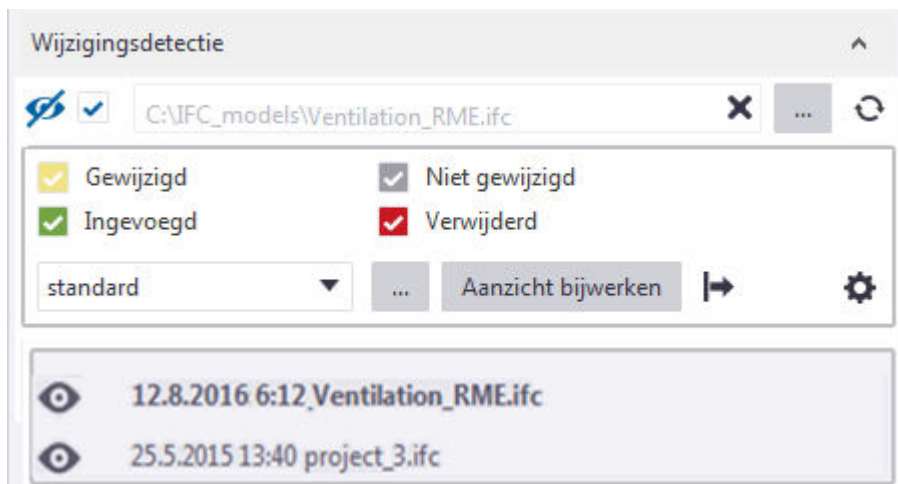 Wijzigingsdetectie
C:\IFC_models\Ventilation_RME.ifc ...
Gewijzigd Niet gewijzigd
Ingevoegd Verwijderd
standard ... Aanzicht bijwerken
12.8.2016 6:12 Ventilation_RME.ifc
25.5.2015 13:40 project_3.ifc